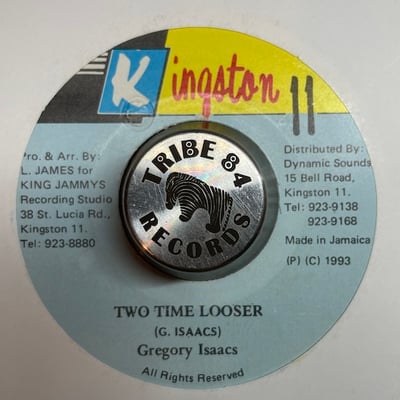 Kingston 11
ro. & Arr. By:
L. JAMES for
KING JAMMYS
Recording Studio
38 St. Lucia Rd.,
Kingston 11.
Tel: 923-8880
TRIBE 84
RECORDS
Distributed By:
Dynamic Sounds
15 Bell Road,
Kingston 11.
Tel: 923-9138
923-9168
Made in Jamaica
(P) (C) 1993
TWO TIME LOOSER
(G. ISAACS)
Gregory Isaacs
All Rights Reserved